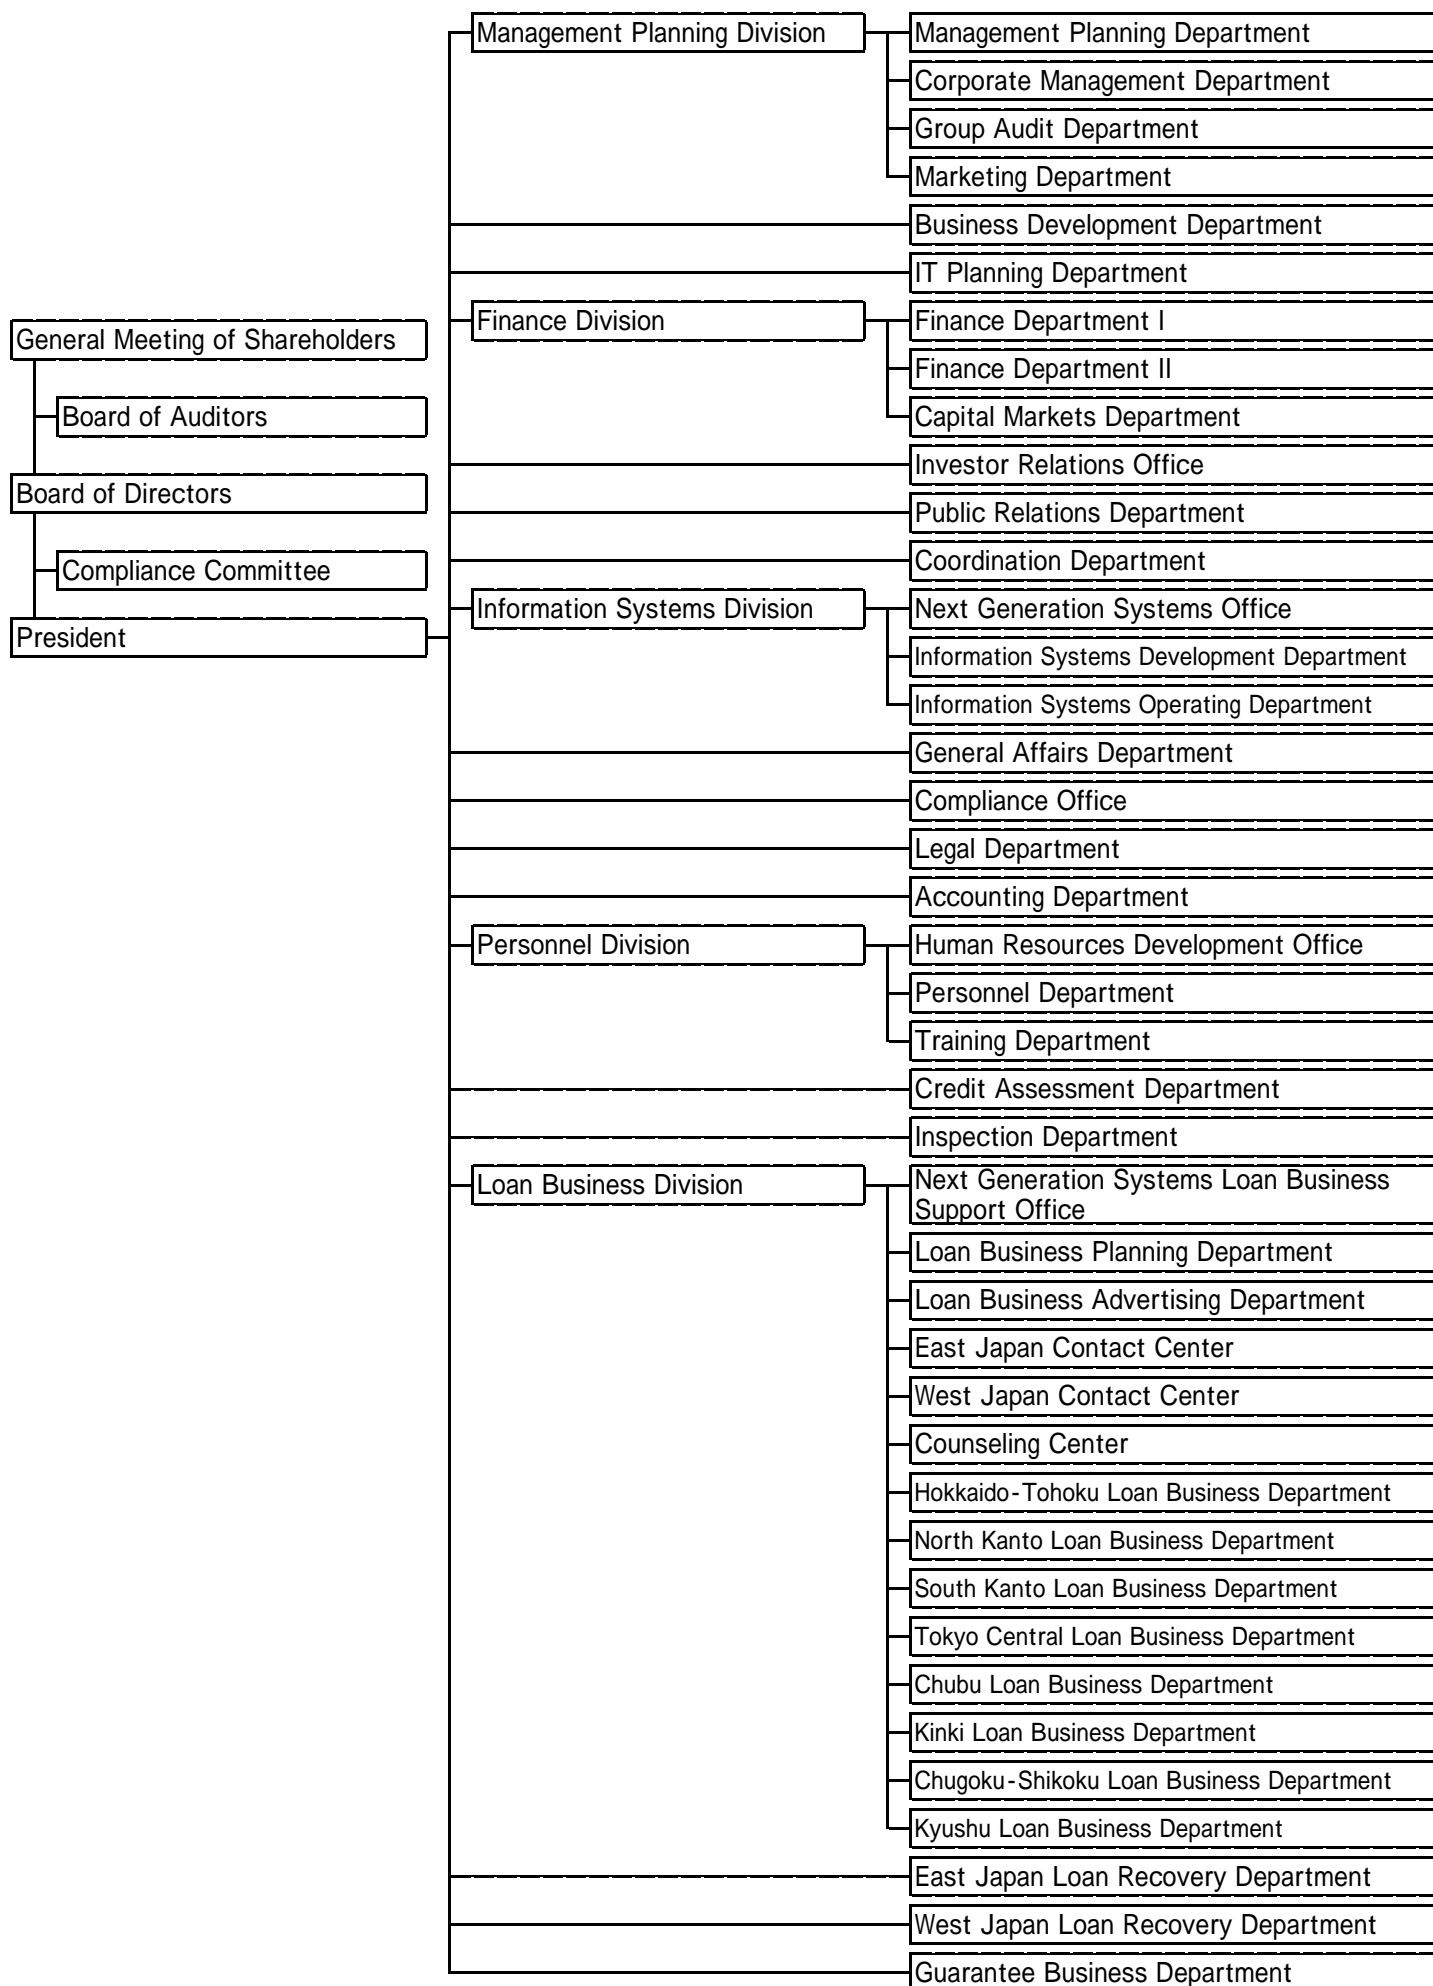 General Meeting of Shareholders
Board of Auditors
Board of Directors
Compliance Committee
President
Management Planning Division
Management Planning Department
Corporate Management Department
Group Audit Department
Marketing Department
Business Development Department
IT Planning Department
Finance Division
Finance Department I
Finance Department II
Capital Markets Department
Investor Relations Office
Public Relations Department
Coordination Department
Information Systems Division
Next Generation Systems Office
Information Systems Development Department
Information Systems Operating Department
General Affairs Department
Compliance Office
Legal Department
Accounting Department
Personnel Division
Human Resources Development Office
Personnel Department
Training Department
Credit Assessment Department
Inspection Department
Loan Business Division
Next Generation Systems Loan Business
Support Office
Loan Business Planning Department
Loan Business Advertising Department
East Japan Contact Center
West Japan Contact Center
Counseling Center
Hokkaido-Tohoku Loan Business Department
North Kanto Loan Business Department
South Kanto Loan Business Department
Tokyo Central Loan Business Department
Chubu Loan Business Department
Kinki Loan Business Department
Chugoku-Shikoku Loan Business Department
Kyushu Loan Business Department
East Japan Loan Recovery Department
West Japan Loan Recovery Department
Guarantee Business Department